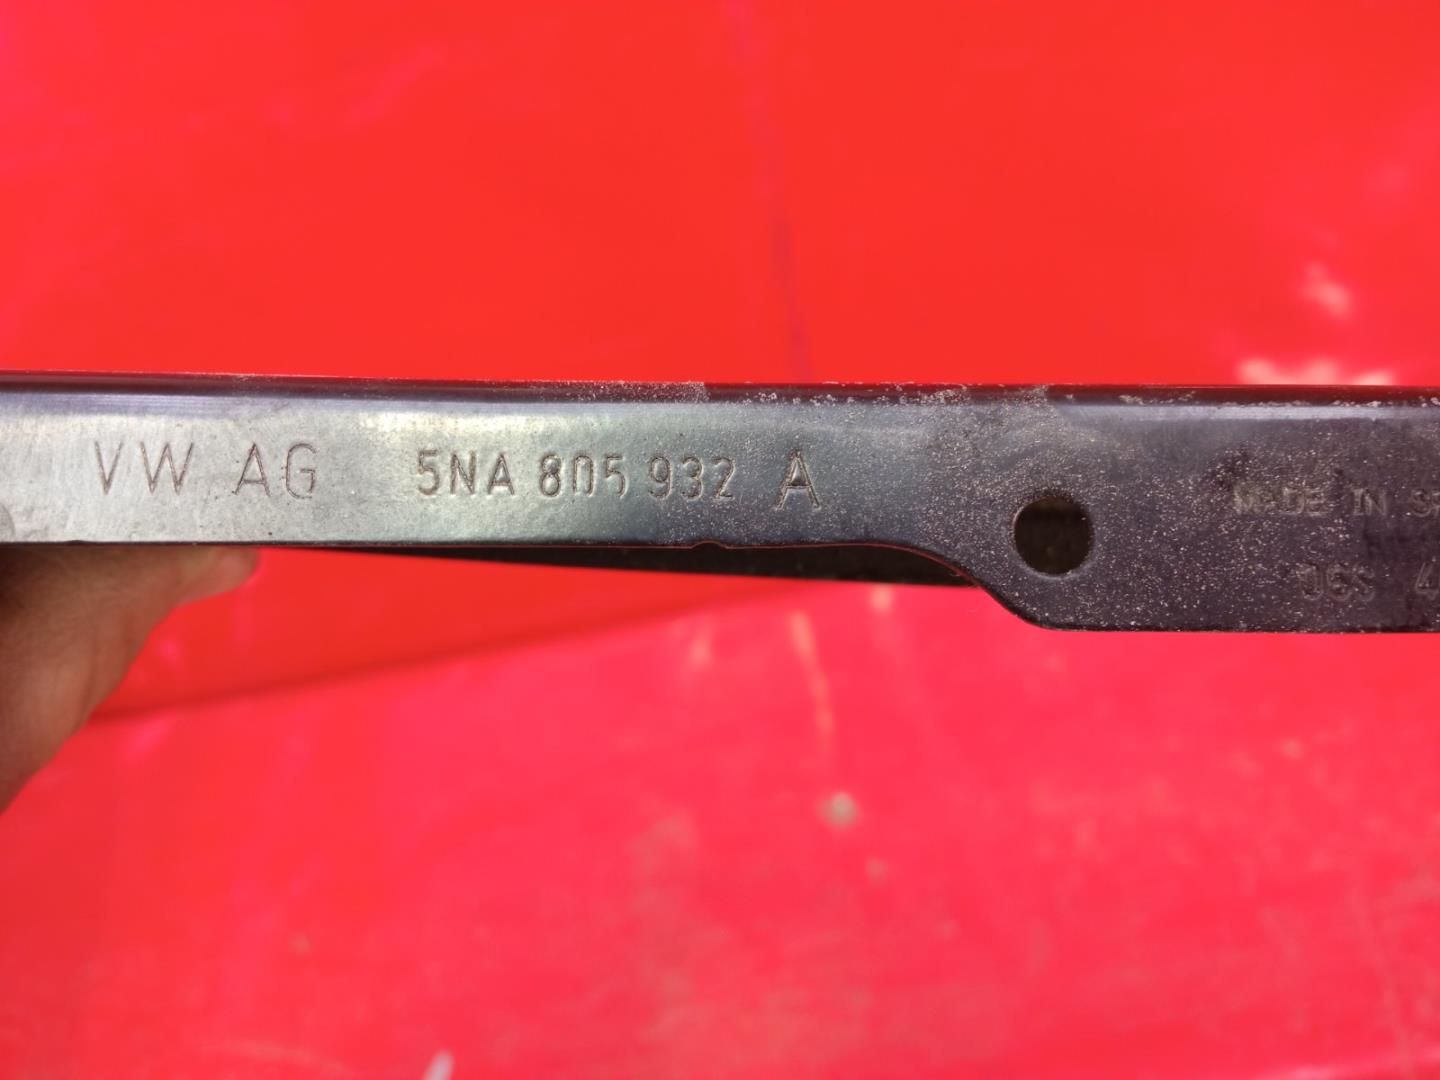 VW AG 5NA 805 932 A
MADE IN